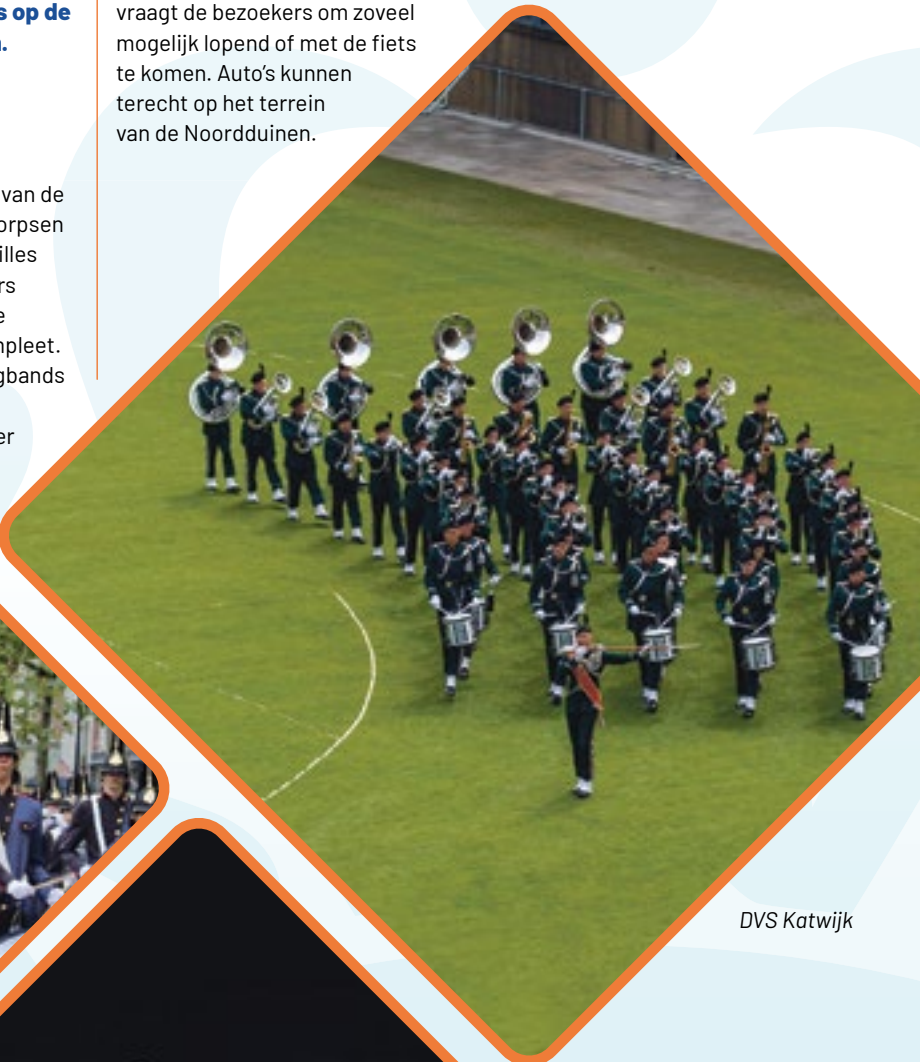 s op de
.
van de
orpsen
illes
rs
e
npleet.
gbands
er
vraagt de bezoekers om zoveel
mogelijk lopend of met de fiets
te komen. Auto's kunnen
terecht op het terrein
van de Noordduinen.
DVS Katwijk